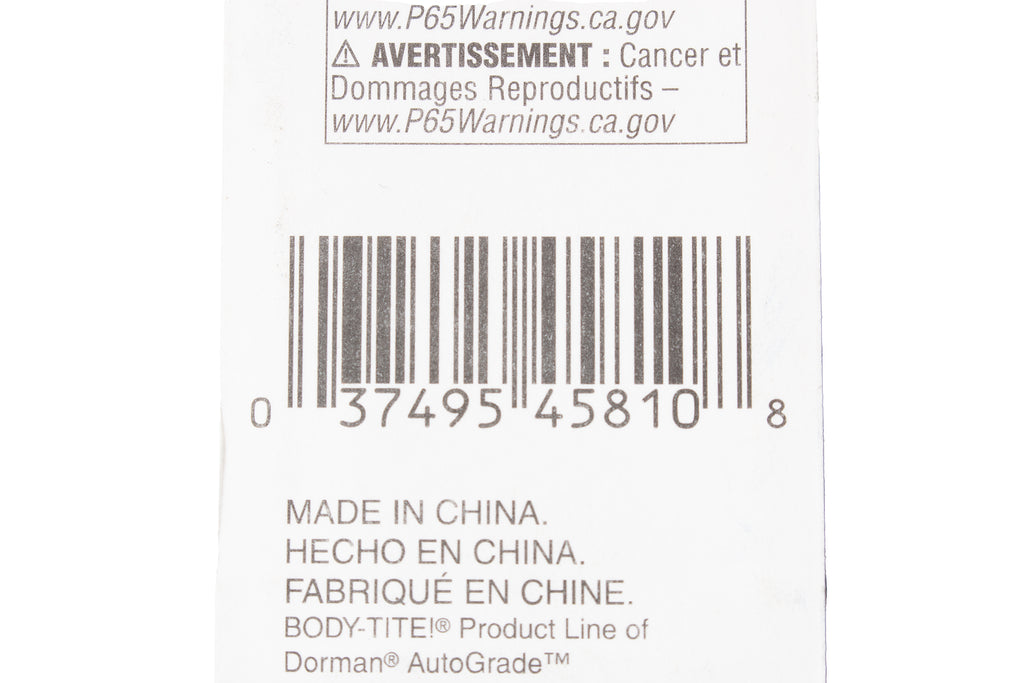 www.P65Warnings.ca.gov
⚠ AVERTISSEMENT : Cancer et
Dommages Reproductifs –
www.P65Warnings.ca.gov
0 37495 45810 8
MADE IN CHINA.
HECHO EN CHINA.
FABRIQUÉ EN CHINE.
BODY-TITE!® Product Line of
Dorman® AutoGrade™